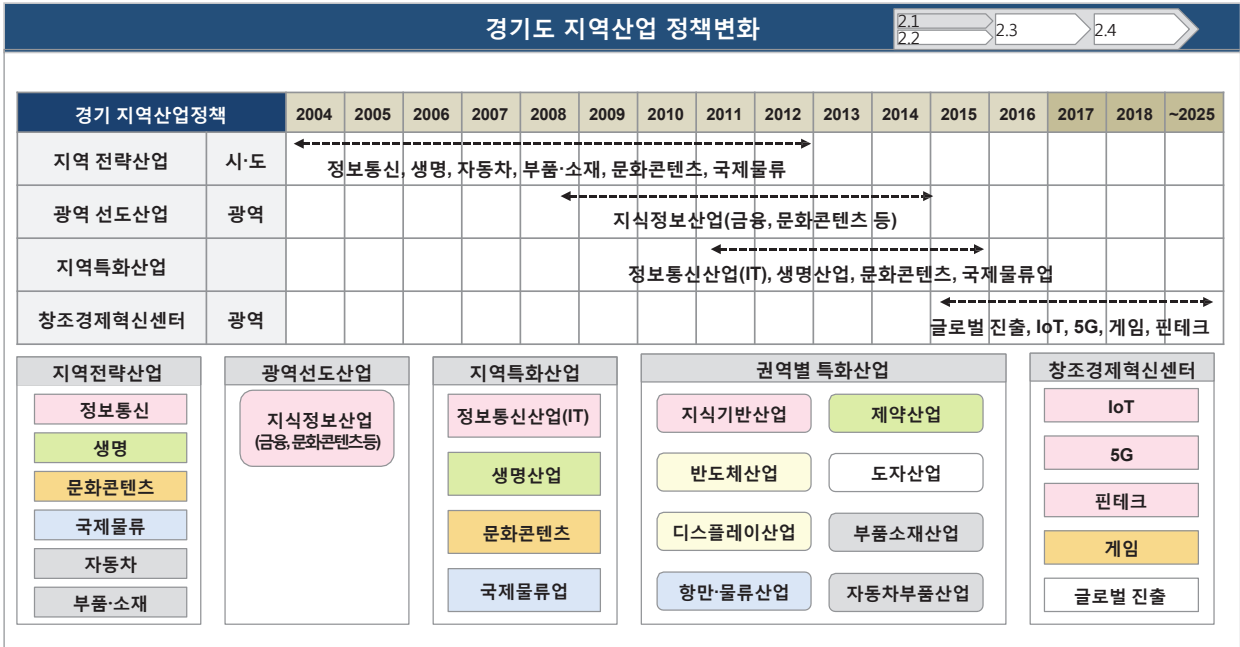 경기도 지역산업 정책변화
2.1
2.2
2.3
2.4
경기 지역산업정책 2004 2005 2006 2007 2008 2009 2010 2011 2012 2013 2014 2015 2016 2017 2018 ~2025
지역 전략산업 시·도
정보통신, 생명, 자동차, 부품·소재, 문화콘텐츠, 국제물류
광역 선도산업 광역
지식정보산업(금융, 문화콘텐츠 등)
지역특화산업
정보통신산업(IT), 생명산업, 문화콘텐츠, 국제물류업
창조경제혁신센터 광역
글로벌 진출, IoT, 5G, 게임, 핀테크
지역전략산업
정보통신
생명
문화콘텐츠
국제물류
자동차
부품·소재
광역선도산업
지식정보산업
(금융,문화콘텐츠등)
지역특화산업
정보통신산업(IT)
생명산업
문화콘텐츠
국제물류업
권역별 특화산업
지식기반산업 제약산업
반도체산업 도자산업
디스플레이산업 부품소재산업
항만·물류산업 자동차부품산업
창조경제혁신센터
IoT
5G
핀테크
게임
글로벌 진출